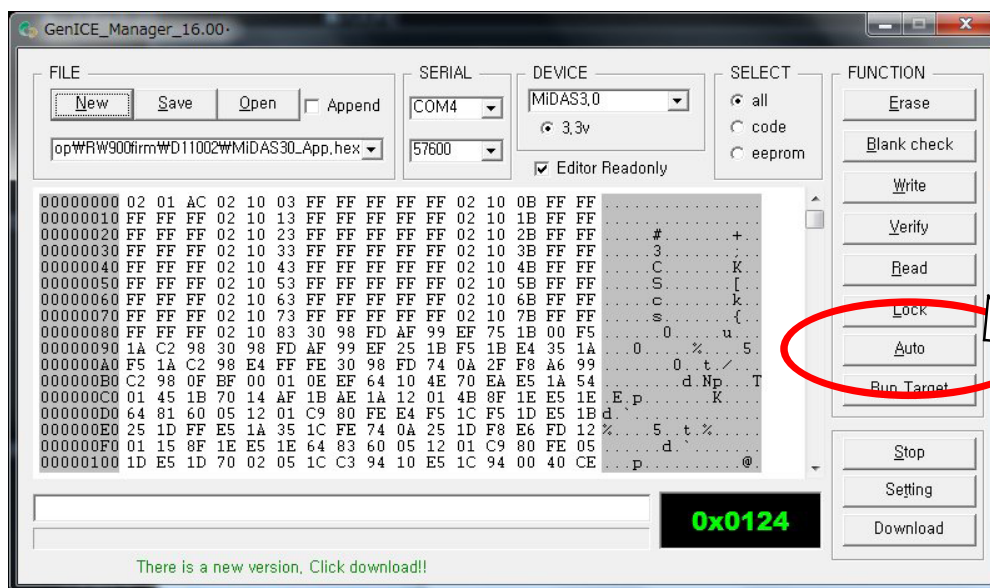 GenICE_Manager_16.00·
FILE
New Save Open Append
op₩RW900firm₩D11002₩MiDAS30_App,hex
SERIAL
COM4
57600
DEVICE
MiDAS3,0
3,3v
Editor Readonly
SELECT
all
code
eeprom
FUNCTION
Erase
Blank check
Write
Verify
Read
Lock
Auto
Run Target
Stop
Setting
Download
00000000 02 01 AC 02 10 03 FF FF FF FF FF 02 10 0B FF FF ................
00000010 FF FF FF 02 10 13 FF FF FF FF FF 02 10 1B FF FF ................
00000020 FF FF FF 02 10 23 FF FF FF FF FF 02 10 2B FF FF .....#.......+..
00000030 FF FF FF 02 10 33 FF FF FF FF FF 02 10 3B FF FF .....3.......;..
00000040 FF FF FF 02 10 43 FF FF FF FF FF 02 10 4B FF FF .....C.......K..
00000050 FF FF FF 02 10 53 FF FF FF FF FF 02 10 5B FF FF .....S.......[..
00000060 FF FF FF 02 10 63 FF FF FF FF FF 02 10 6B FF FF .....c.......k..
00000070 FF FF FF 02 10 73 FF FF FF FF FF 02 10 7B FF FF .....s.......{..
00000080 FF FF FF 02 10 83 30 98 FD AF 99 EF 75 1B 00 F5 ......0.....u...
00000090 1A C2 98 30 98 FD AF 99 EF 25 1B F5 1B E4 35 1A ...0.....%....5.
000000A0 F5 1A C2 98 E4 FF FE 30 98 FD 74 0A 2F F8 A6 99 .......0..t./...
000000B0 C2 98 0F BF 00 01 0E EF 64 10 4E 70 EA E5 1A 54 ........d.Np...T
000000C0 01 45 1B 70 14 AF 1B AE 1A 12 01 4B 8F 1E E5 1E .E.p.......K....
000000D0 64 81 60 05 12 01 C9 80 FE E4 F5 1C F5 1D E5 1B d.`.............
000000E0 25 1D FF E5 1A 35 1C FE 74 0A 25 1D F8 E6 FD 12 %....5..t.%.....
000000F0 01 15 8F 1E E5 1E 64 83 60 05 12 01 C9 80 FE 05 ......d.`.......
00000100 1D E5 1D 70 02 05 1C C3 94 10 E5 1C 94 00 40 CE ...p..........@.
0x0124
There is a new version, Click download!!